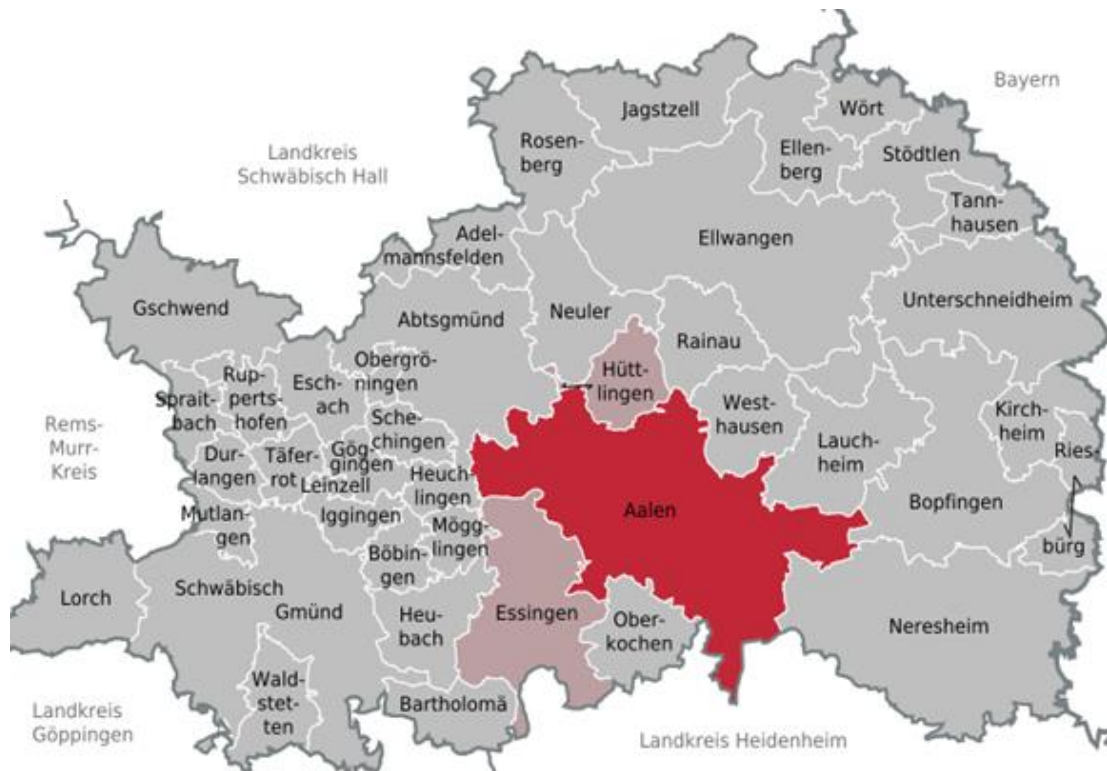 Bayern
Jagstzell
Wört
Rosen-
berg
Ellen-
berg
Stödtlen
Landkreis
Schwäbisch Hall
Tann-
hausen
Adel-
mannsfelden
Ellwangen
Gschwend
Abtsgmünd
Neuler
Unterschneidheim
Rainau
Obergrö-
ningen
Rup-
perts-
hofen
Esch-
ach
Hütt-
lingen
Sprait-
bach
West-
hausen
Kirch-
heim
Rems-
Murr-
Kreis
Sche-
chingen
Lauch-
heim
Ries-
bürg
Dur-
langen
Täfer-
rot
Gög-
gingen
Leinzell
Heuch-
lingen
Bopfingen
Aalen
Mutlan-
gen
Iggingen
Mögg-
lingen
Böbin-
gen
Lorch
Schwäbisch
Gmünd
Heu-
bach
Essingen
Ober-
kochen
Neresheim
Wald-
stet-
ten
Bartholomä
Landkreis
Göppingen
Landkreis Heidenheim